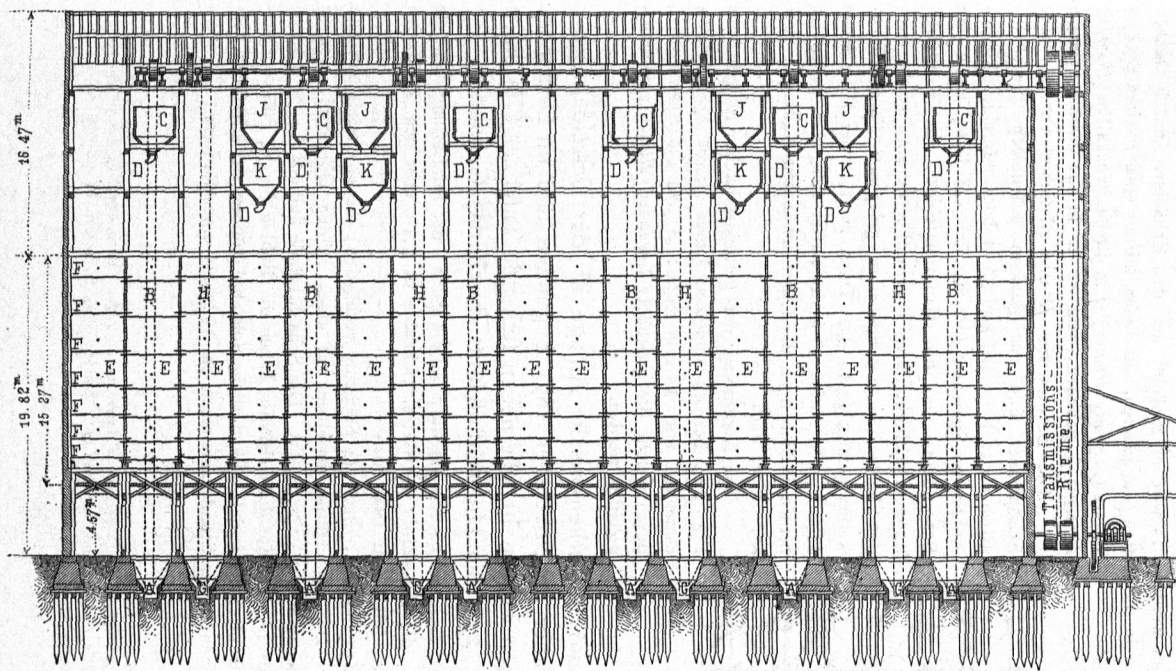 16.47ᵐ
C J C J C C J C J C
D K D K D D K D K D
D D D D
F
B H B H B B H B H B
F
F
E E E E E E E E E E E E E E E E E E
F
F
F
F
19.82ᵐ
15 27ᵐ
4.57ᵐ
Transmissions-
Riemen
A G A G A A G A G A